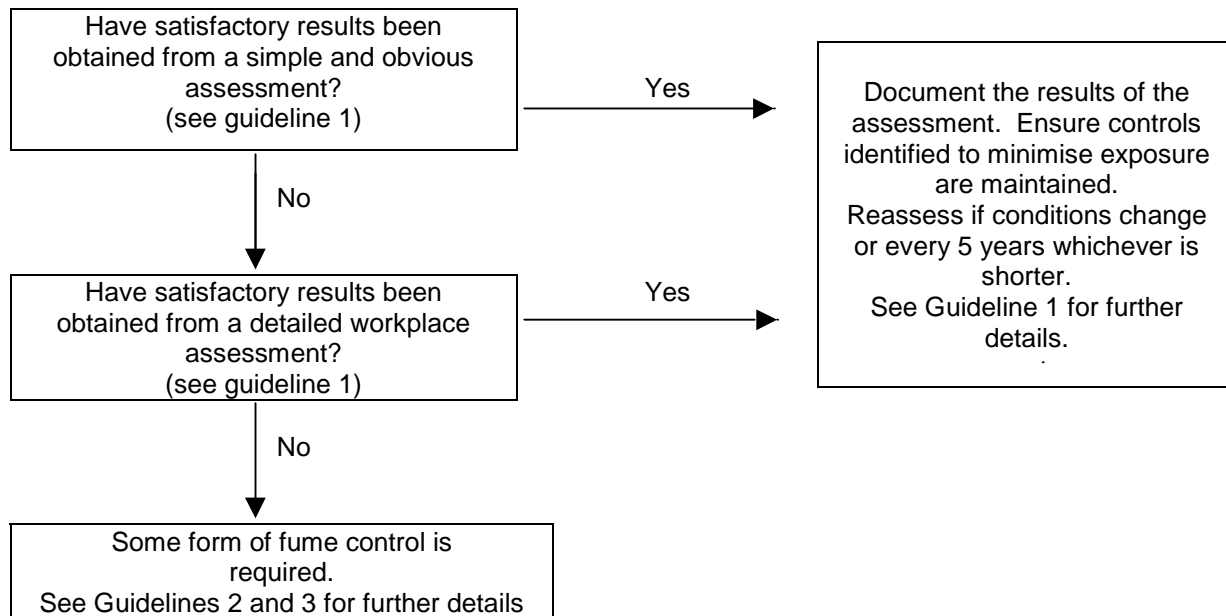 Have satisfactory results been
obtained from a simple and obvious
assessment?
(see guideline 1)
Yes
Document the results of the
assessment.  Ensure controls
identified to minimise exposure
are maintained.
Reassess if conditions change
or every 5 years whichever is
shorter.
See Guideline 1 for further
details.
.
No
Have satisfactory results been
obtained from a detailed workplace
assessment?
(see guideline 1)
Yes
No
Some form of fume control is
required.
See Guidelines 2 and 3 for further details